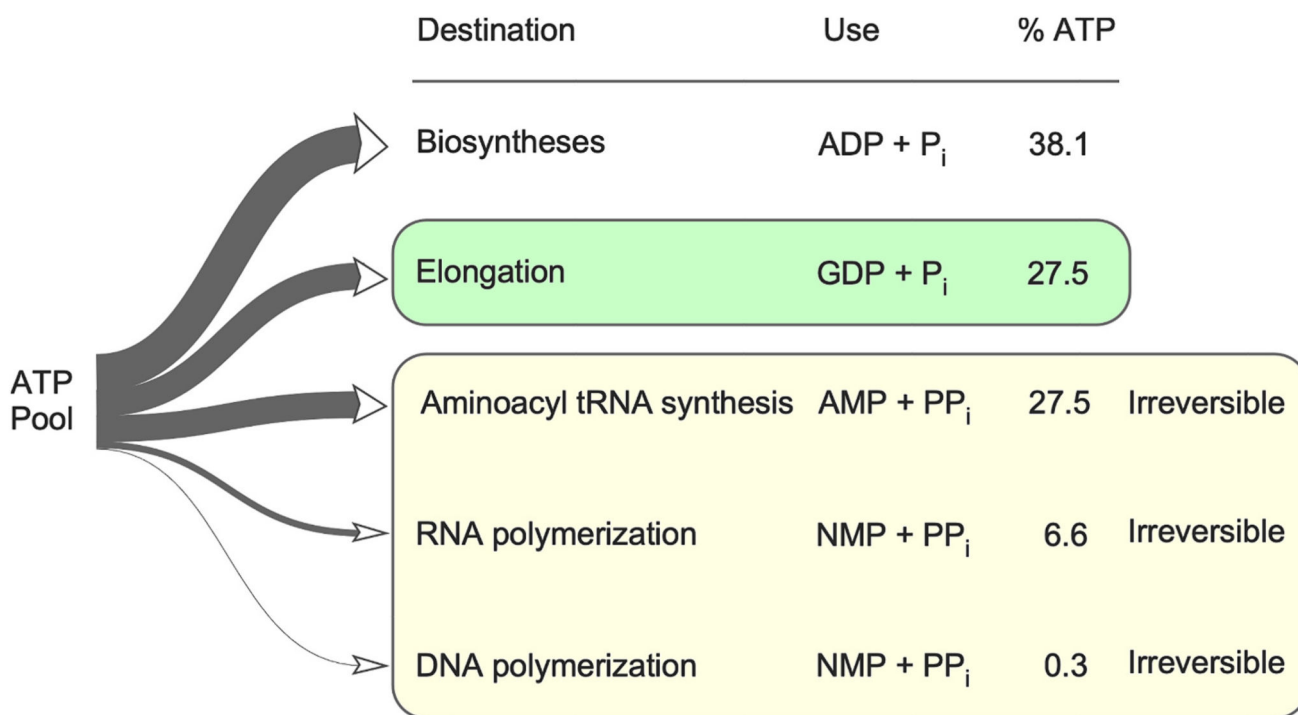 Destination Use % ATP
Biosyntheses ADP + Pi 38.1
Elongation GDP + Pi 27.5
ATP
Pool
Aminoacyl tRNA synthesis AMP + PPi 27.5 Irreversible
RNA polymerization NMP + PPi 6.6 Irreversible
DNA polymerization NMP + PPi 0.3 Irreversible